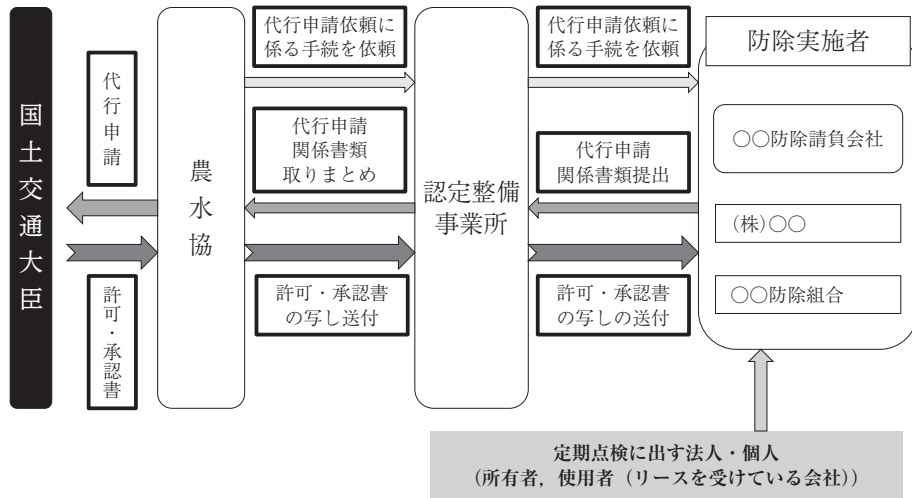 国土交通大臣
代行申請
許可・承認書
農水協
代行申請依頼に
係る手続を依頼
代行申請
関係書類
取りまとめ
許可・承認書
の写し送付
認定整備
事業所
代行申請依頼に
係る手続を依頼
代行申請
関係書類提出
許可・承認書
の写しの送付
防除実施者
○○防除請負会社
(株)○○
○○防除組合
定期点検に出す法人・個人
(所有者，使用者（リースを受けている会社）)